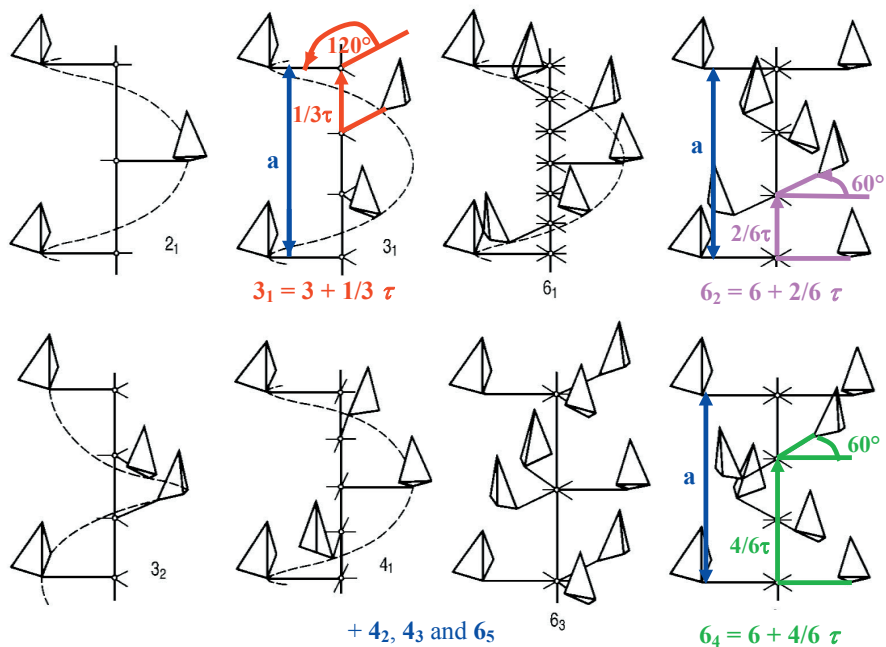 120°
1/3τ
a
2₁
3₁
3₁ = 3 + 1/3 τ
6₁
a
60°
2/6τ
6₂ = 6 + 2/6 τ
3₂
4₁
+ 4₂, 4₃ and 6₅
6₃
a
60°
4/6τ
6₄ = 6 + 4/6 τ